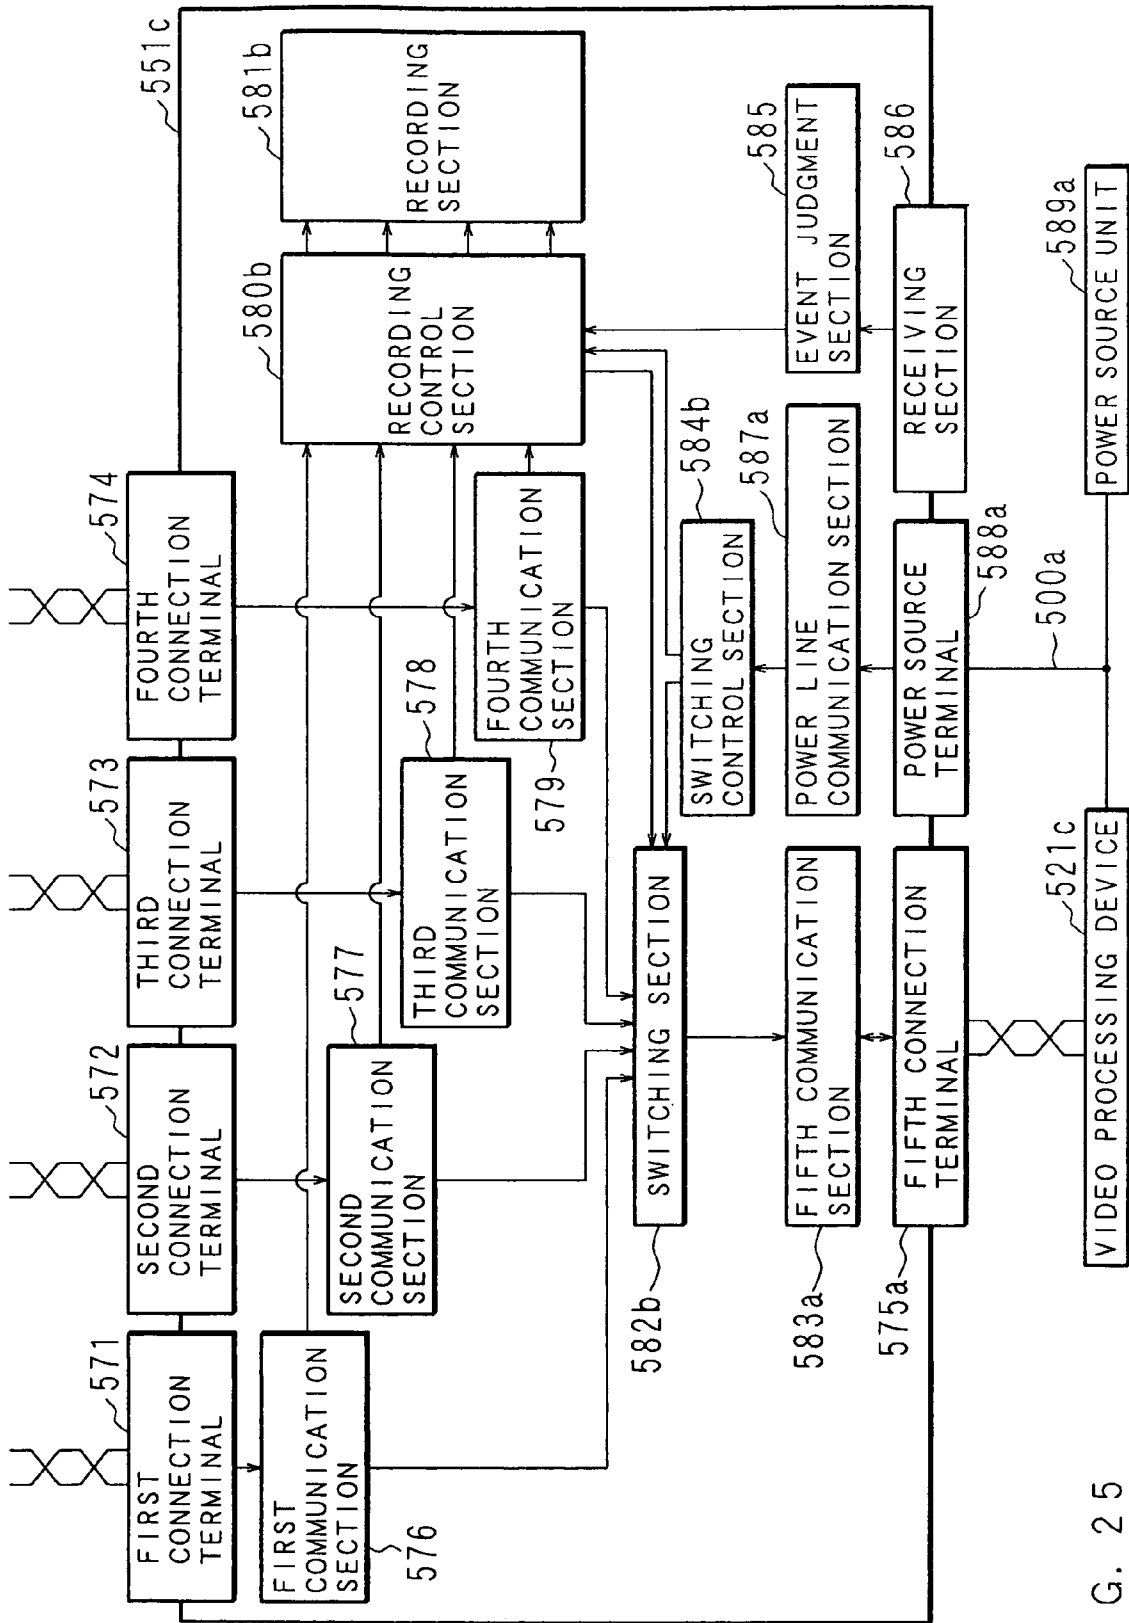 551c
571
FIRST
CONNECTION
TERMINAL
572
SECOND
CONNECTION
TERMINAL
573
THIRD
CONNECTION
TERMINAL
574
FOURTH
CONNECTION
TERMINAL
FIRST
COMMUNICATION
SECTION
576
577
SECOND
COMMUNICATION
SECTION
578
THIRD
COMMUNICATION
SECTION
FOURTH
COMMUNICATION
SECTION
579
580b
RECORDING
CONTROL
SECTION
581b
RECORDING
SECTION
SWITCHING SECTION
582b
SWITCHING
CONTROL SECTION
584b
FIFTH COMMUNICATION
SECTION
583a
POWER LINE
COMMUNICATION SECTION
587a
EVENT JUDGMENT
SECTION
585
FIFTH CONNECTION
TERMINAL
575a
POWER SOURCE
TERMINAL
588a
RECEIVING
SECTION
586
500a
VIDEO PROCESSING DEVICE
521c
POWER SOURCE UNIT
589a
G. 25